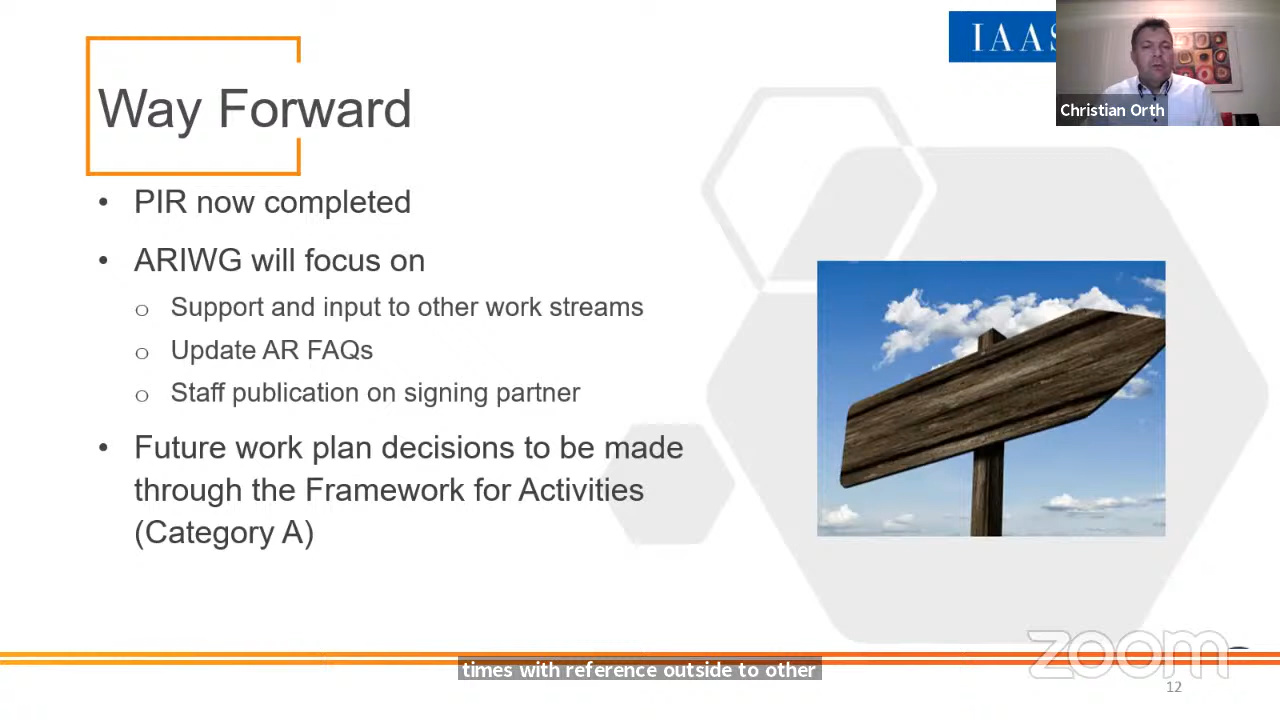 IAAS
Christian Orth
Way Forward
• PIR now completed
• ARIWG will focus on
o Support and input to other work streams
o Update AR FAQs
o Staff publication on signing partner
• Future work plan decisions to be made
through the Framework for Activities
(Category A)
zoom
times with reference outside to other
12